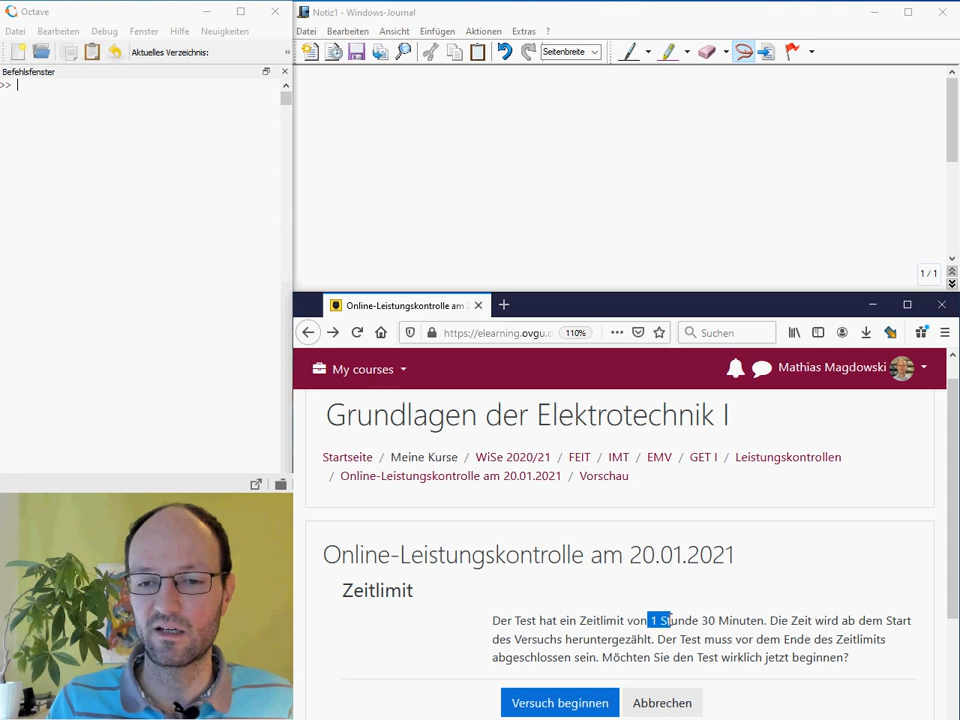 Octave
Datei Bearbeiten Debug Fenster Hilfe Neuigkeiten
Aktuelles Verzeichnis: »
Befehlsfenster
>>
Notiz1 - Windows-Journal
Datei Bearbeiten Ansicht Einfügen Aktionen Extras ?
Seitenbreite
1 / 1
Online-Leistungskontrolle am
https://elearning.ovgu. 110% Suchen
My courses Mathias Magdowski
Grundlagen der Elektrotechnik I
Startseite / Meine Kurse / WiSe 2020/21 / FEIT / IMT / EMV / GET I / Leistungskontrollen
/ Online-Leistungskontrolle am 20.01.2021 / Vorschau
Online-Leistungskontrolle am 20.01.2021
Zeitlimit
Der Test hat ein Zeitlimit von 1 Stunde 30 Minuten. Die Zeit wird ab dem Start
des Versuchs heruntergezählt. Der Test muss vor dem Ende des Zeitlimits
abgeschlossen sein. Möchten Sie den Test wirklich jetzt beginnen?
Versuch beginnen Abbrechen